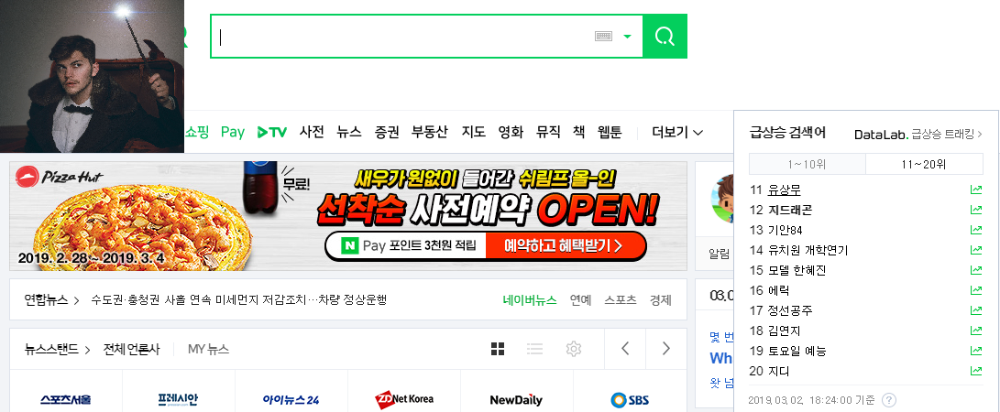 쇼핑 Pay TV 사전 뉴스 증권 부동산 지도 영화 뮤직 책 웹툰 더보기
급상승 검색어 DataLab. 급상승 트래킹
1~10위 11~20위
11 유상무
12 지드래곤
13 기안84
14 유치원 개학연기
15 모델 한혜진
16 에릭
17 정선공주
18 김연지
19 토요일 예능
20 지디
2019.03.02. 18:24:00 기준 ?
Pizza Hut
무료!
새우가 원없이 들어간 쉬림프 올-인
선착순 사전예약 OPEN!
N Pay 포인트 3천원 적립 예약하고 혜택받기
2019. 2. 28 ~ 2019. 3. 4
알림
연합뉴스 수도권·충청권 사흘 연속 미세먼지 저감조치…차량 정상운행
네이버뉴스 연예 스포츠 경제
03.0
뉴스스탠드 전체 언론사 MY 뉴스
몇 번
Wh
왓 넘
스포츠서울 프레시안 아이뉴스24 ZDNet Korea NewDaily SBS